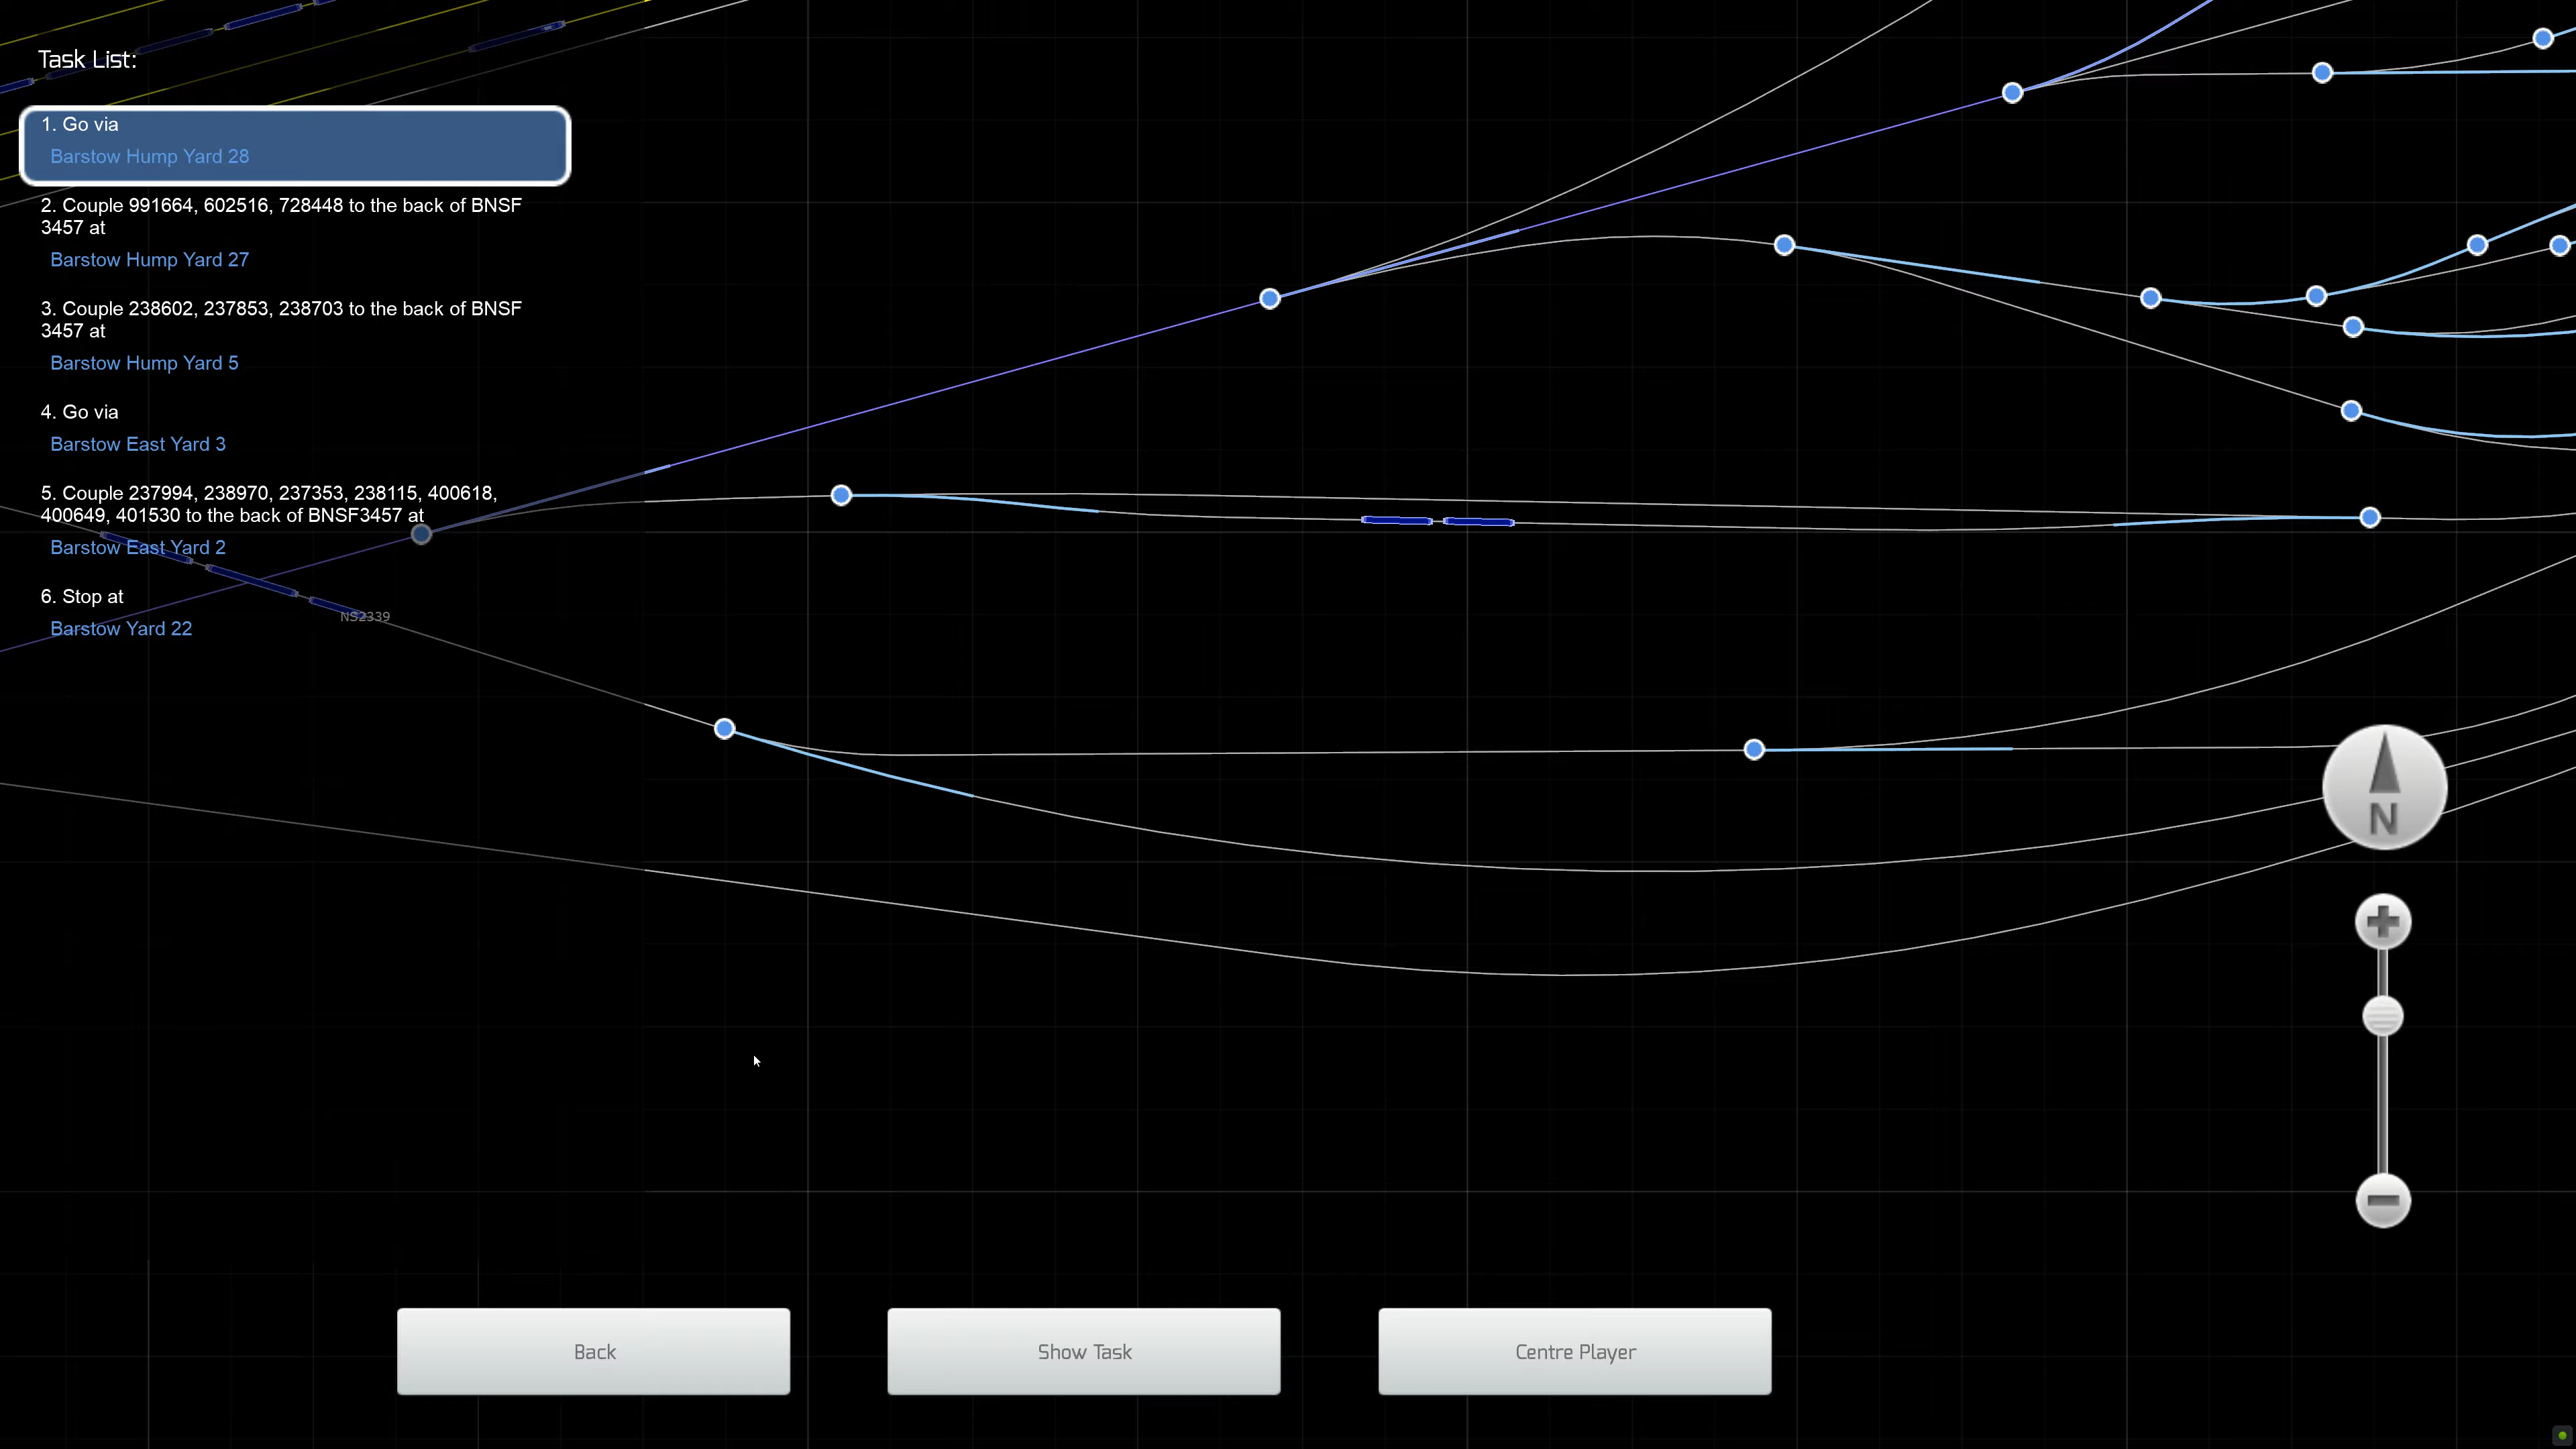 Task List:
1. Go via
Barstow Hump Yard 28
2. Couple 991664, 602516, 728448 to the back of BNSF
3457 at
Barstow Hump Yard 27
3. Couple 238602, 237853, 238703 to the back of BNSF
3457 at
Barstow Hump Yard 5
4. Go via
Barstow East Yard 3
5. Couple 237994, 238970, 237353, 238115, 400618,
400649, 401530 to the back of BNSF3457 at
Barstow East Yard 2
6. Stop at
NS2339
Barstow Yard 22
N
Back
Show Task
Centre Player